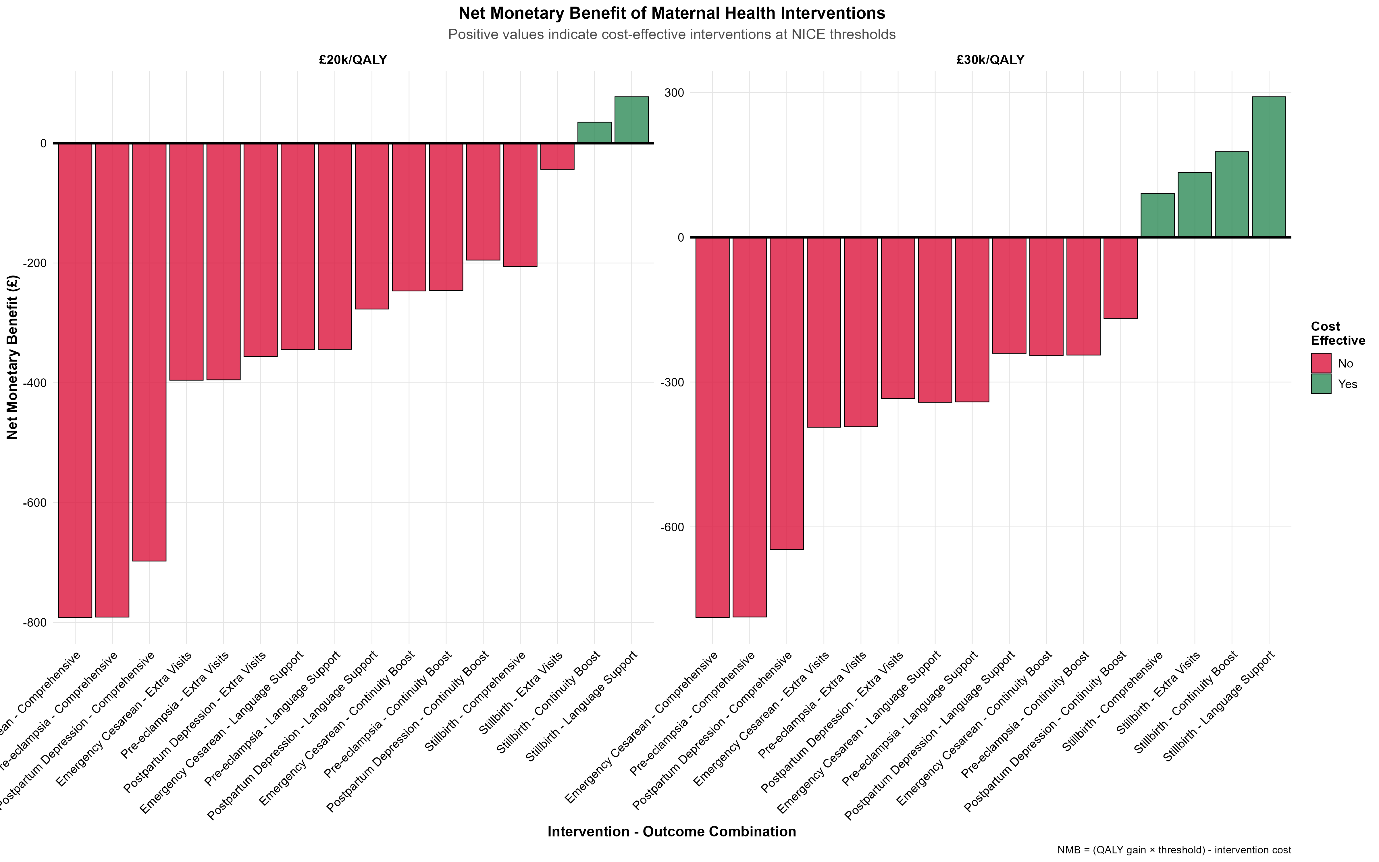 Net Monetary Benefit of Maternal Health Interventions
Positive values indicate cost-effective interventions at NICE thresholds
£20k/QALY
£30k/QALY
Net Monetary Benefit (£)
0
-200
-400
-600
-800
300
0
-300
-600
ean - Comprehensive
Pre-eclampsia - Comprehensive
Postpartum Depression - Comprehensive
Emergency Cesarean - Extra Visits
Pre-eclampsia - Extra Visits
Postpartum Depression - Extra Visits
Emergency Cesarean - Language Support
Pre-eclampsia - Language Support
Postpartum Depression - Language Support
Emergency Cesarean - Continuity Boost
Pre-eclampsia - Continuity Boost
Postpartum Depression - Continuity Boost
Stillbirth - Comprehensive
Stillbirth - Extra Visits
Stillbirth - Continuity Boost
Stillbirth - Language Support
Emergency Cesarean - Comprehensive
Pre-eclampsia - Comprehensive
Postpartum Depression - Comprehensive
Emergency Cesarean - Extra Visits
Pre-eclampsia - Extra Visits
Postpartum Depression - Extra Visits
Emergency Cesarean - Language Support
Pre-eclampsia - Language Support
Postpartum Depression - Language Support
Emergency Cesarean - Continuity Boost
Pre-eclampsia - Continuity Boost
Postpartum Depression - Continuity Boost
Stillbirth - Comprehensive
Stillbirth - Extra Visits
Stillbirth - Continuity Boost
Stillbirth - Language Support
Cost
Effective
No
Yes
Intervention - Outcome Combination
NMB = (QALY gain × threshold) - intervention cost